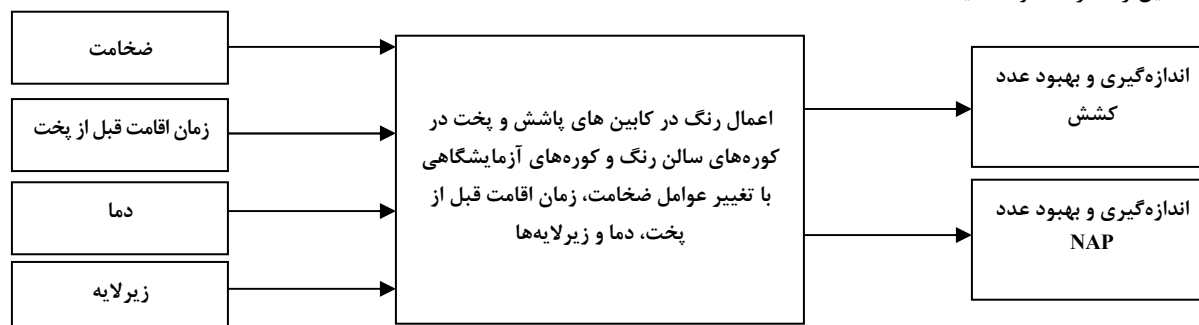 ضخامت
زمان اقامت قبل از پخت
دما
زیرلایه
اعمال رنگ در کابین های پاشش و پخت در
کوره‌های سالن رنگ و کوره‌های آزمایشگاهی
با تغییر عوامل ضخامت، زمان اقامت قبل از
پخت، دما و زیرلایه‌ها
اندازه‌گیری و بهبود عدد
کشش
اندازه‌گیری و بهبود عدد
NAP